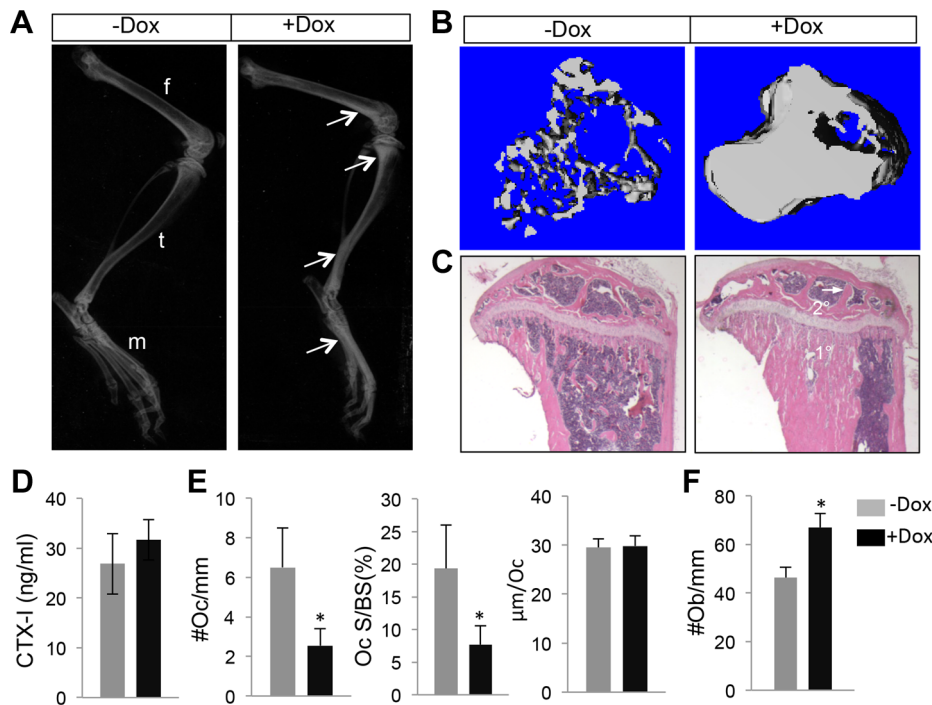 A
-Dox
+Dox
f
t
m
B
-Dox
+Dox
C
2°
1°
D
CTX-I (ng/ml)
40
30
20
10
0
E
#Oc/mm
10
8
6
4
2
0
*
Oc S/BS(%)
30
25
20
15
10
5
0
*
µm/Oc
40
30
20
10
0
F
#Ob/mm
80
60
40
20
0
*
-Dox
+Dox